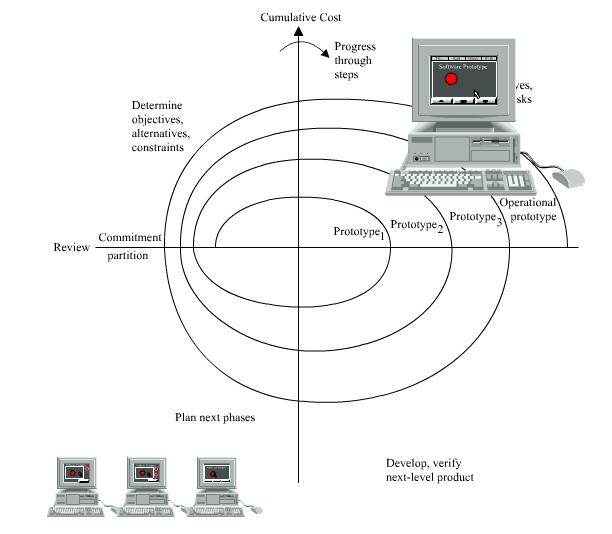 Cumulative Cost
Progress
through
steps
Software Prototype
Determine
objectives,
alternatives,
constraints
Operational
prototype
Prototype3
Prototype2
Prototype1
Commitment
Review
partition
Plan next phases
Develop, verify
next-level product